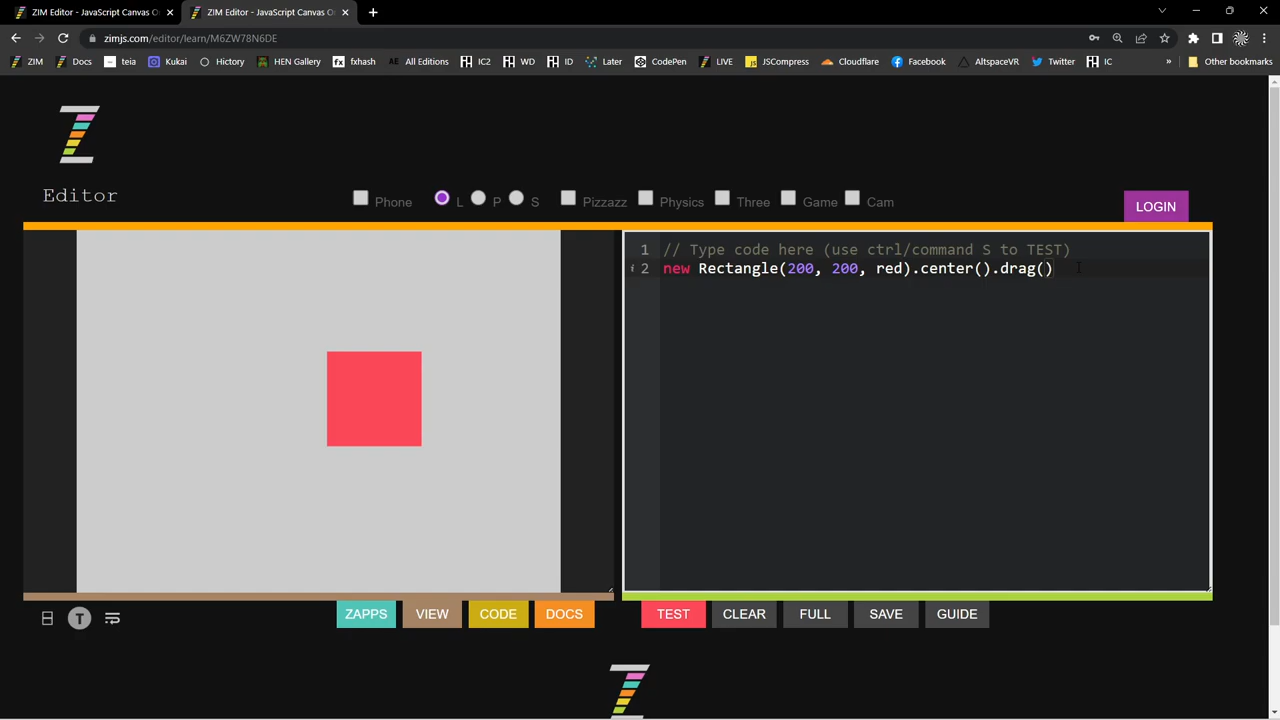 ZIM Editor - JavaScript Canvas O
ZIM Editor - JavaScript Canvas O
zimjs.com/editor/learn/M6ZW78N6DE
ZIM
Docs
teia
Kukai
Hictory
HEN Gallery
fx fxhash
AE All Editions
IC2
WD
ID
Later
CodePen
LIVE
JS JSCompress
Cloudflare
Facebook
AltspaceVR
Twitter
IC
»
Other bookmarks
Editor
Phone
L
P
S
Pizzazz
Physics
Three
Game
Cam
LOGIN
1 // Type code here (use ctrl/command S to TEST)
i 2 new Rectangle(200, 200, red).center().drag()
T
ZAPPS
VIEW
CODE
DOCS
TEST
CLEAR
FULL
SAVE
GUIDE